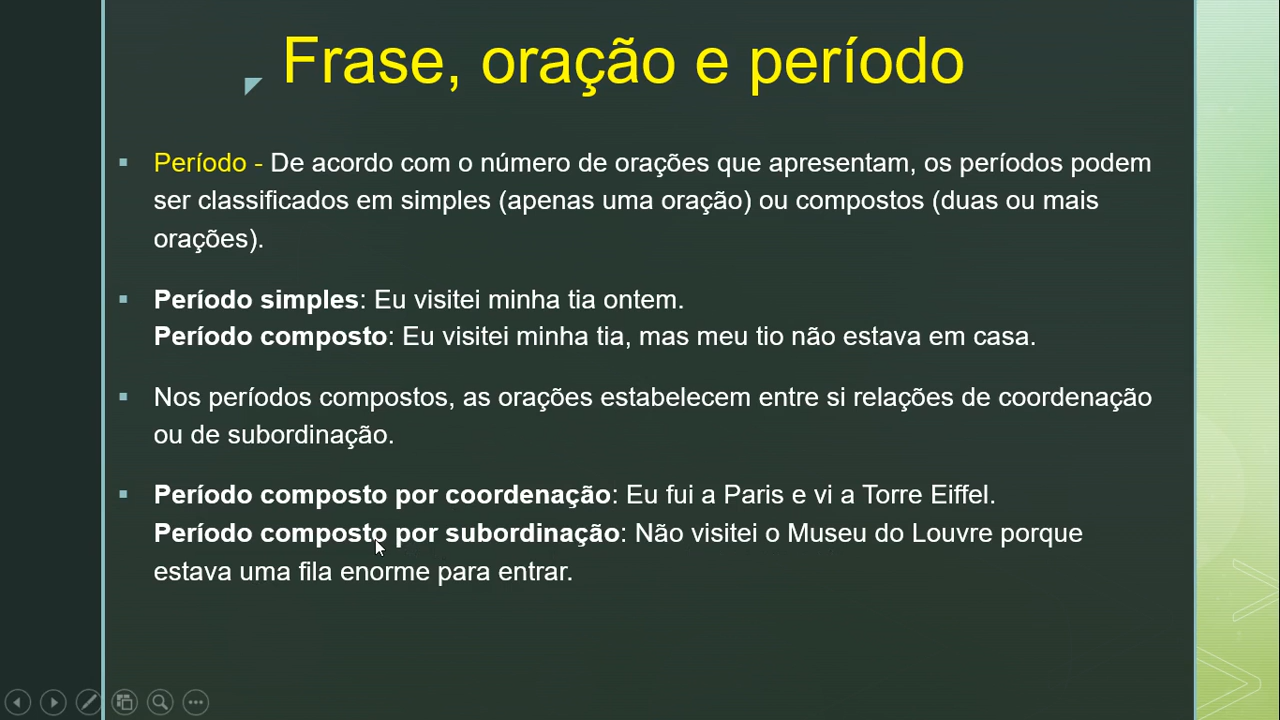 Frase, oração e período
Período - De acordo com o número de orações que apresentam, os períodos podem
ser classificados em simples (apenas uma oração) ou compostos (duas ou mais
orações).
Período simples: Eu visitei minha tia ontem.
Período composto: Eu visitei minha tia, mas meu tio não estava em casa.
Nos períodos compostos, as orações estabelecem entre si relações de coordenação
ou de subordinação.
Período composto por coordenação: Eu fui a Paris e vi a Torre Eiffel.
Período composto por subordinação: Não visitei o Museu do Louvre porque
estava uma fila enorme para entrar.